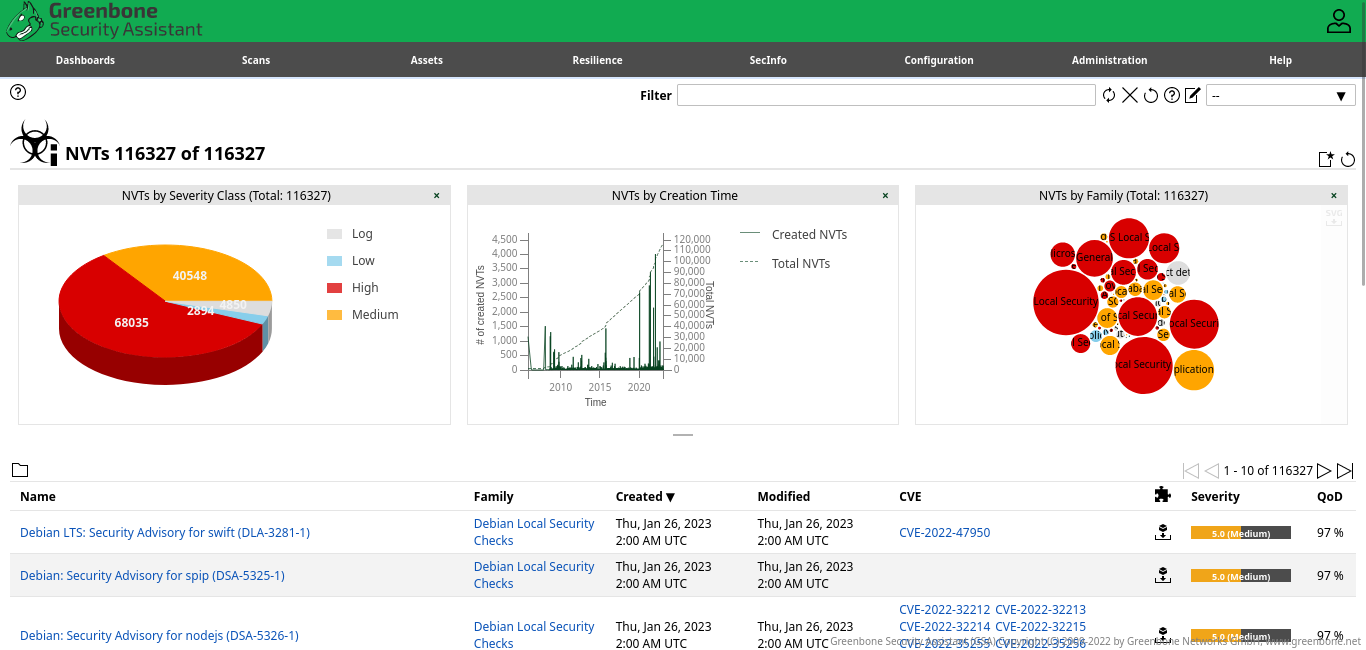 Greenbone
Security Assistant
Dashboards Scans Assets Resilience SecInfo Configuration Administration Help
Filter --
NVTs 116327 of 116327
NVTs by Severity Class (Total: 116327) ×
40548
4850
2894
68035
Log
Low
High
Medium
NVTs by Creation Time ×
# of created NVTs
4,500
4,000
3,500
3,000
2,500
2,000
1,500
1,000
500
0
120,000
110,000
100,000
90,000
80,000
70,000
60,000
50,000
40,000
30,000
20,000
10,000
0
Total NVTs
2010 2015 2020
Time
Created NVTs
Total NVTs
NVTs by Family (Total: 116327) ×
SVG
S Local S
Local S
icros
Genera
ct det
Local Security
cal Secur
ocal Securi
ocal Security
plication
1 - 10 of 116327
Name Family Created ▼ Modified CVE Severity QoD
Debian LTS: Security Advisory for swift (DLA-3281-1) Debian Local Security Checks Thu, Jan 26, 2023 2:00 AM UTC Thu, Jan 26, 2023 2:00 AM UTC CVE-2022-47950 5.0 (Medium) 97 %
Debian: Security Advisory for spip (DSA-5325-1) Debian Local Security Checks Thu, Jan 26, 2023 2:00 AM UTC Thu, Jan 26, 2023 2:00 AM UTC 5.0 (Medium) 97 %
Debian: Security Advisory for nodejs (DSA-5326-1) Debian Local Security Checks Thu, Jan 26, 2023 2:00 AM UTC Thu, Jan 26, 2023 2:00 AM UTC CVE-2022-32212 CVE-2022-32213 CVE-2022-32214 CVE-2022-32215 CVE-2022-35255 CVE-2022-35256 5.0 (Medium) 97 %
Greenbone Security Assistant (GSA) Copyright (C) 2009-2022 by Greenbone Networks GmbH, www.greenbone.net